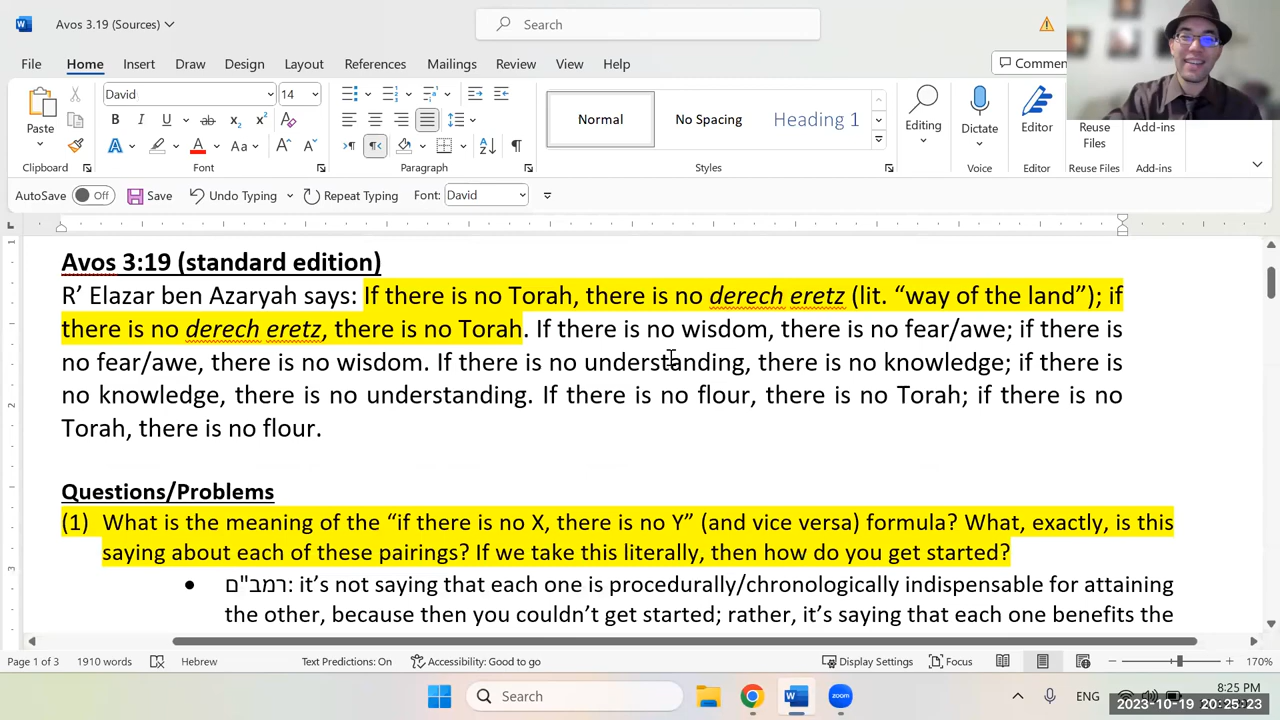 Avos 3.19 (Sources)
Search
File Home Insert Draw Design Layout References Mailings Review View Help
David 14
Normal No Spacing Heading 1
Paste Editing Dictate Editor Reuse Files Add-ins
Clipboard Font Paragraph Styles Voice Editor Reuse Files Add-ins
AutoSave Off Save Undo Typing Repeat Typing Font: David
Avos 3:19 (standard edition)
R’ Elazar ben Azaryah says: If there is no Torah, there is no derech eretz (lit. “way of the land”); if
there is no derech eretz, there is no Torah. If there is no wisdom, there is no fear/awe; if there is
no fear/awe, there is no wisdom. If there is no understanding, there is no knowledge; if there is
no knowledge, there is no understanding. If there is no flour, there is no Torah; if there is no
Torah, there is no flour.
Questions/Problems
(1) What is the meaning of the “if there is no X, there is no Y” (and vice versa) formula? What, exactly, is this
saying about each of these pairings? If we take this literally, then how do you get started?
• רמב"ם: it’s not saying that each one is procedurally/chronologically indispensable for attaining
the other, because then you couldn’t get started; rather, it’s saying that each one benefits the
Page 1 of 3 1910 words Hebrew Text Predictions: On Accessibility: Good to go Display Settings Focus 170%
Search zoom ENG 8:25 PM
2023-10-19 20:25:23